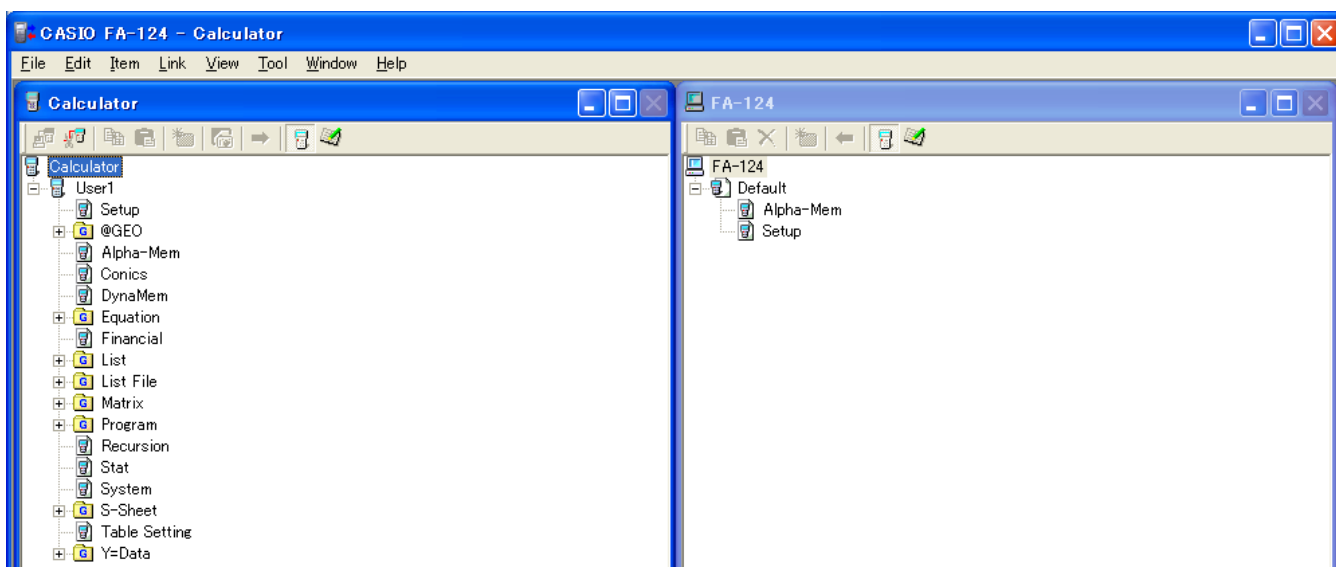 CASIO FA-124 - Calculator
File Edit Item Link View Tool Window Help
Calculator
Calculator
User1
Setup
@GEO
Alpha-Mem
Conics
DynaMem
Equation
Financial
List
List File
Matrix
Program
Recursion
Stat
System
S-Sheet
Table Setting
Y=Data
FA-124
FA-124
Default
Alpha-Mem
Setup